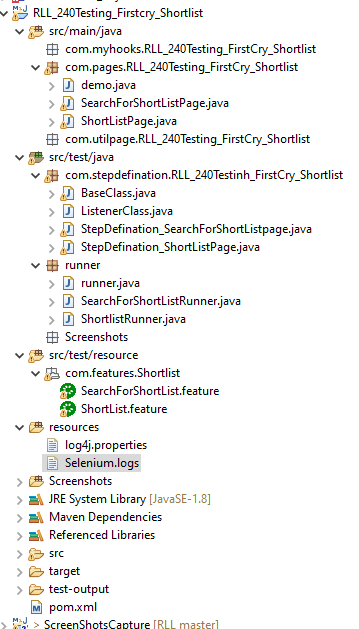 RLL_240Testing_Firstcry_Shortlist
src/main/java
com.myhooks.RLL_240Testing_FirstCry_Shortlist
com.pages.RLL_240Testing_FirstCry_Shortlist
demo.java
SearchForShortListPage.java
ShortListPage.java
com.utilpage.RLL_240Testing_FirstCry_Shortlist
src/test/java
com.stepdefination.RLL_240Testinh_FirstCry_Shortlist
BaseClass.java
ListenerClass.java
StepDefination_SearchForShortListpage.java
StepDefination_ShortListPage.java
runner
runner.java
SearchForShortListRunner.java
ShortlistRunner.java
Screenshots
src/test/resource
com.features.Shortlist
SearchForShortList.feature
ShortList.feature
resources
log4j.properties
Selenium.logs
Screenshots
JRE System Library [JavaSE-1.8]
Maven Dependencies
Referenced Libraries
src
target
test-output
pom.xml
> ScreenShotsCapture [RLL master]